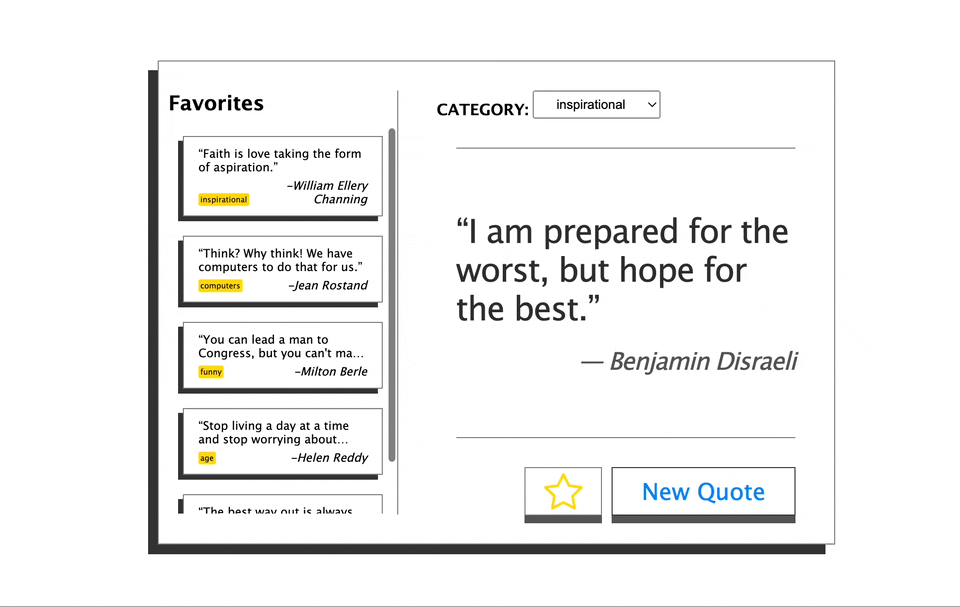 Favorites
“Faith is love taking the form
of aspiration.”
–William Ellery
Channing
inspirational
“Think? Why think! We have
computers to do that for us.”
computers
–Jean Rostand
“You can lead a man to
Congress, but you can't ma…
funny
–Milton Berle
“Stop living a day at a time
and stop worrying about…
age
–Helen Reddy
“The best way out is always
CATEGORY:
inspirational
“I am prepared for the
worst, but hope for
the best.”
— Benjamin Disraeli
New Quote